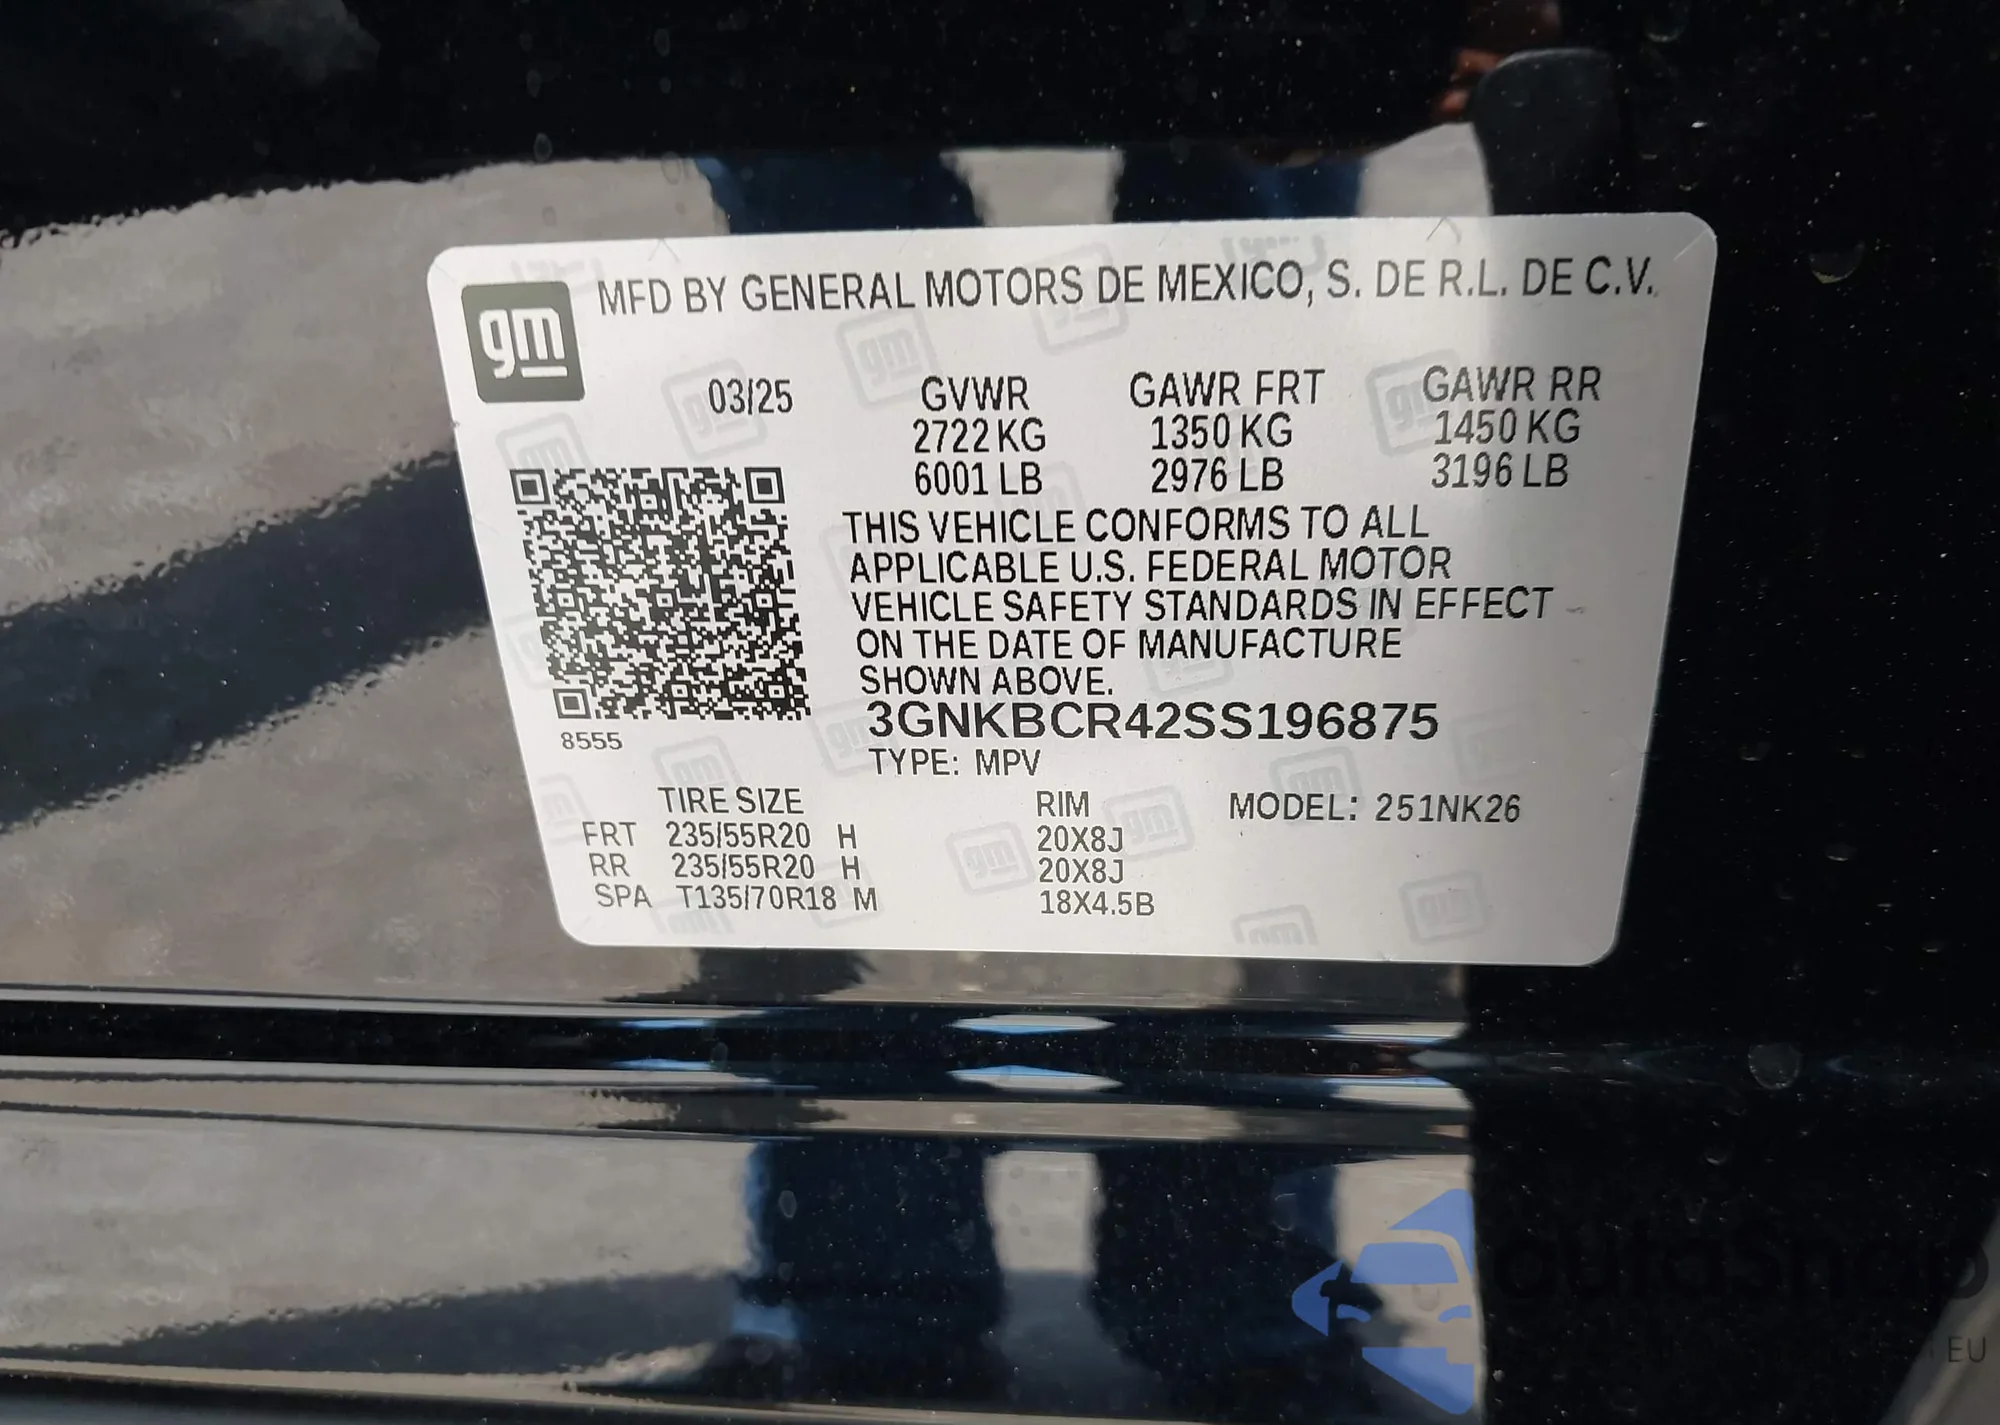 gm
MFD BY GENERAL MOTORS DE MEXICO, S. DE R.L. DE C.V.
03/25 GVWR GAWR FRT GAWR RR
2722 KG 1350 KG 1450 KG
6001 LB 2976 LB 3196 LB
THIS VEHICLE CONFORMS TO ALL
APPLICABLE U.S. FEDERAL MOTOR
VEHICLE SAFETY STANDARDS IN EFFECT
ON THE DATE OF MANUFACTURE
SHOWN ABOVE.
3GNKBCR42SS196875
8555
TYPE: MPV
TIRE SIZE RIM MODEL: 251NK26
FRT 235/55R20 H 20X8J
RR 235/55R20 H 20X8J
SPA T135/70R18 M 18X4.5B
EU